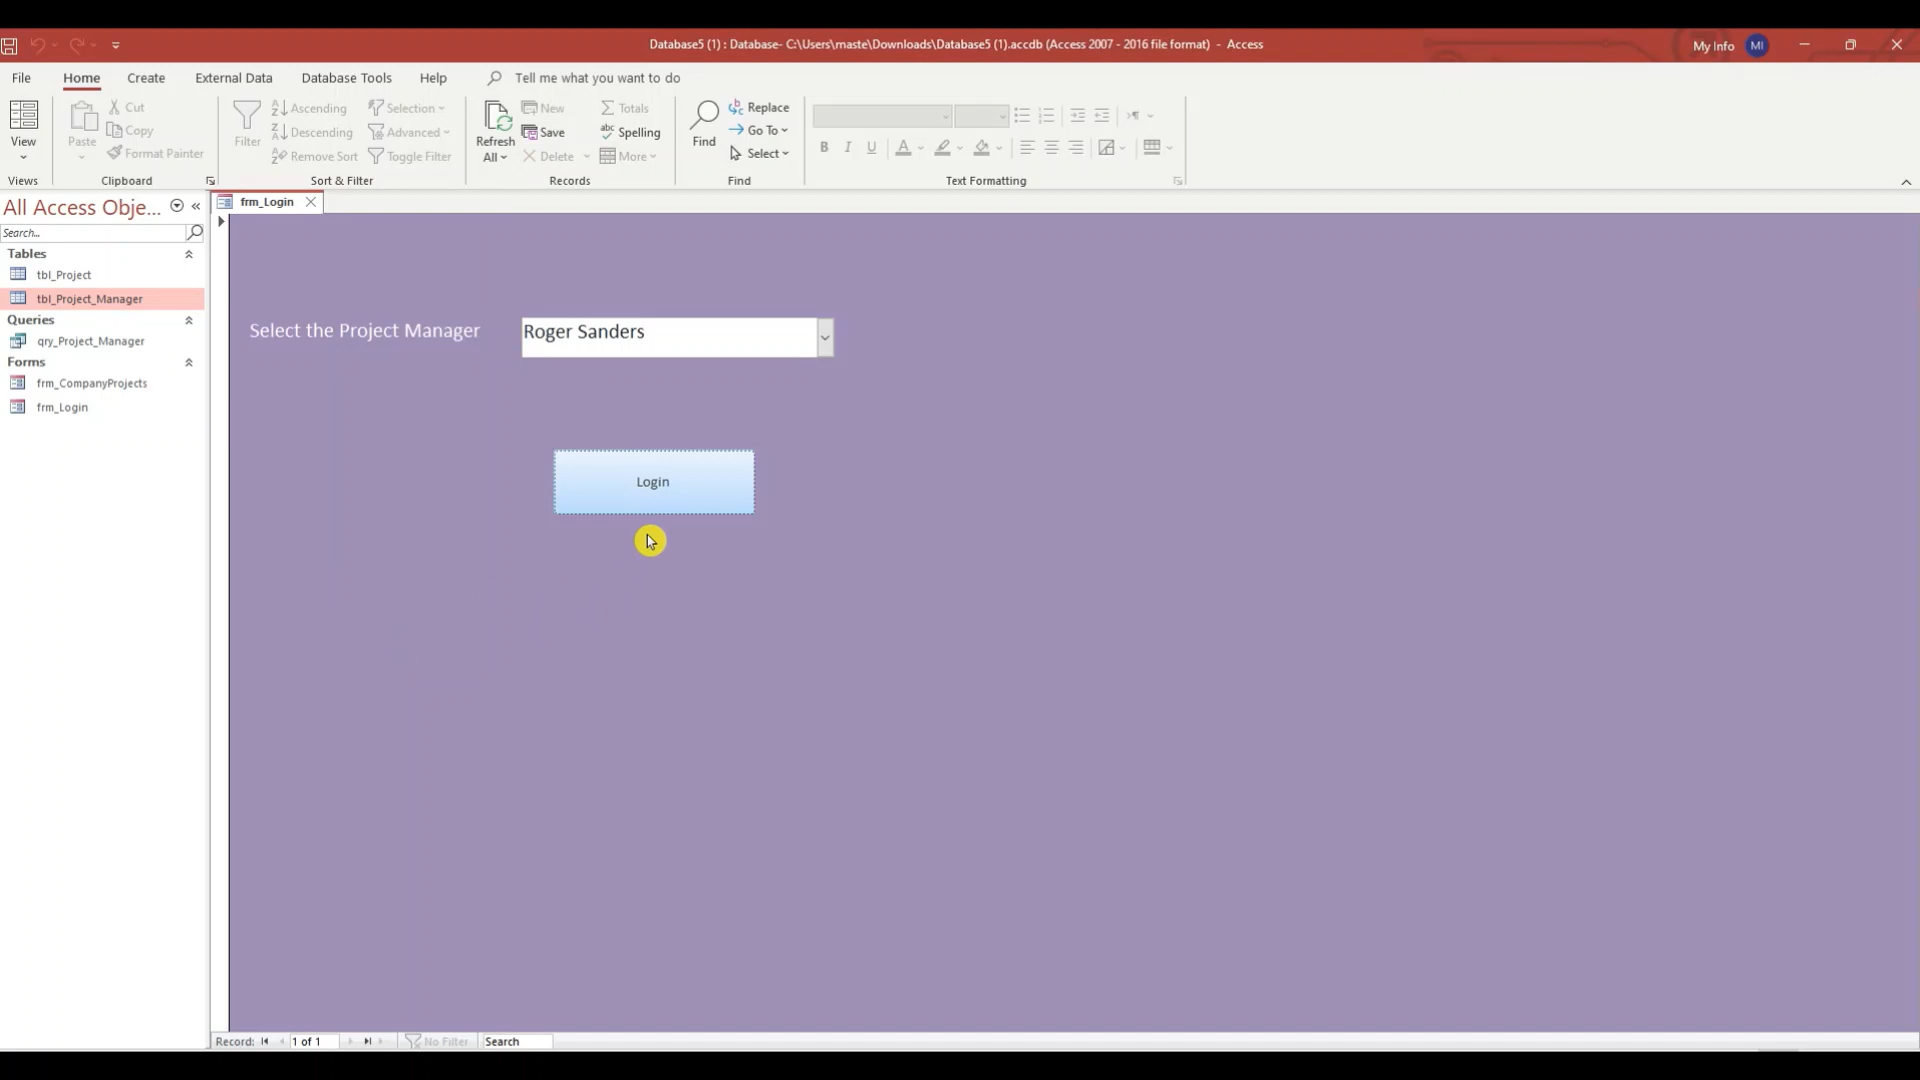 Database5 (1) : Database- C:\Users\maste\Downloads\Database5 (1).accdb (Access 2007 - 2016 file format) - Access
My Info MI
File Home Create External Data Database Tools Help Tell me what you want to do
View
Views
Paste
Cut
Copy
Format Painter
Clipboard
Filter
Ascending
Descending
Remove Sort
Selection
Advanced
Toggle Filter
Sort & Filter
Refresh
All
New
Save
Delete
Totals
Spelling
More
Records
Find
Replace
Go To
Select
Find
B I U
Text Formatting
All Access Obje...
Search...
Tables
tbl_Project
tbl_Project_Manager
Queries
qry_Project_Manager
Forms
frm_CompanyProjects
frm_Login
frm_Login
Select the Project Manager Roger Sanders
Login
Record: 1 of 1 No Filter Search